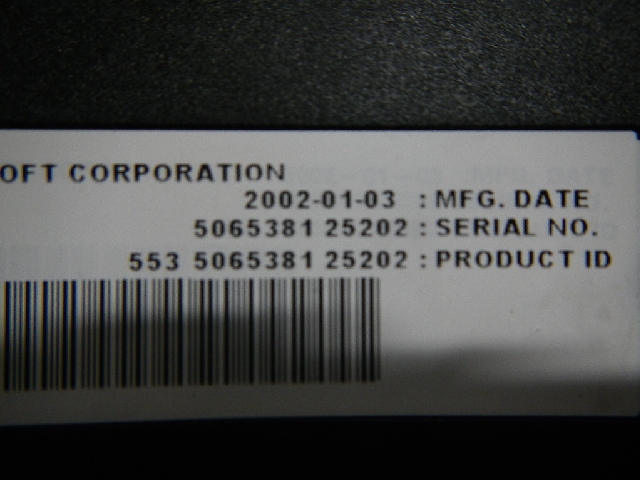 OFT CORPORATION
2002-01-03 : MFG. DATE
5065381 25202 : SERIAL NO.
553 5065381 25202 : PRODUCT ID